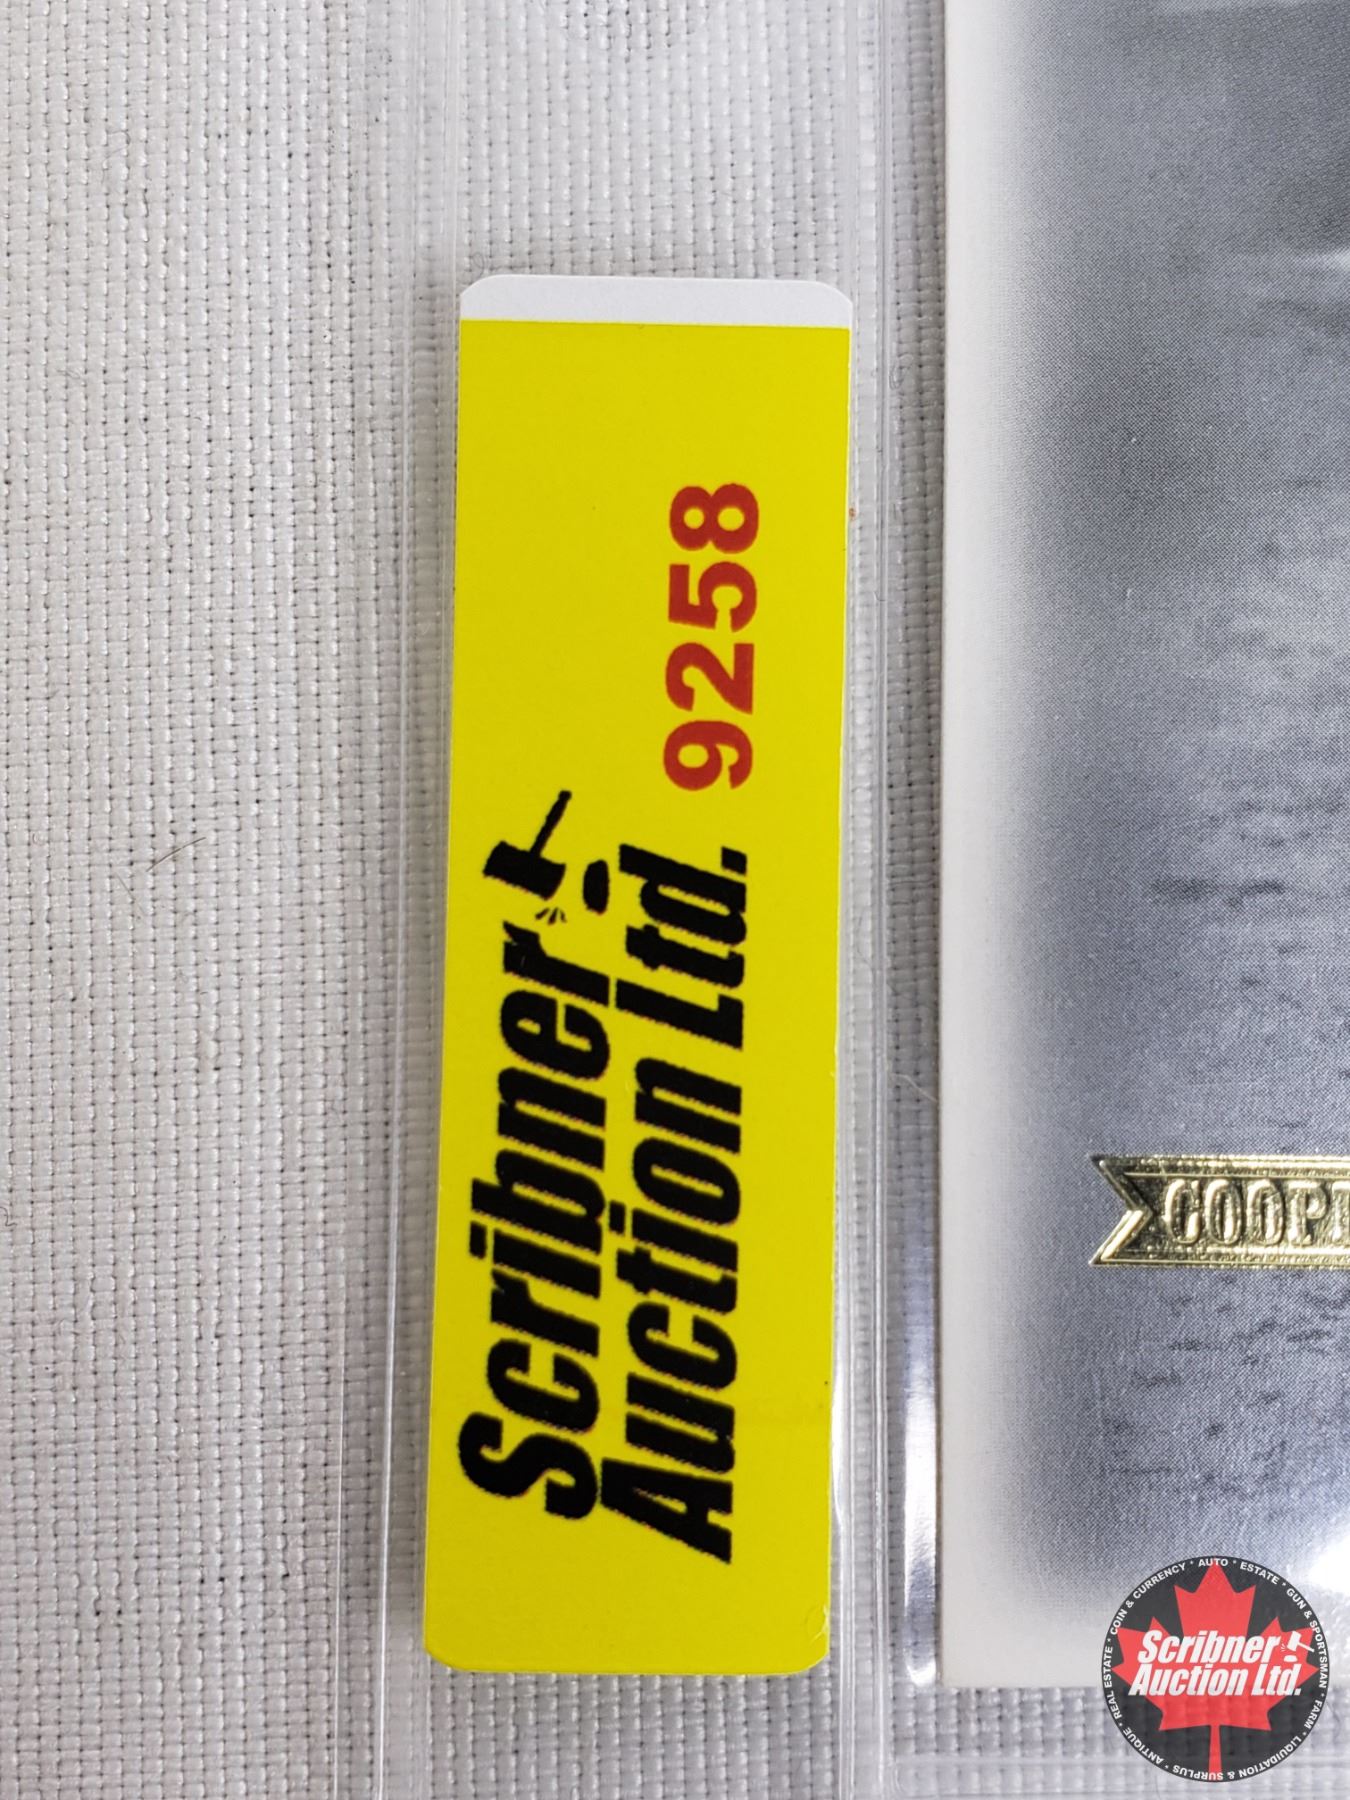 Scribner
Auction Ltd. 9258
COOP
Scribner
Auction Ltd.
REAL ESTATE * COIN & CURRENCY * AUTO * ESTATE * GUN & SPORTSMAN * FARM * LIQUIDATION & SURPLUS * ANTIQUE *